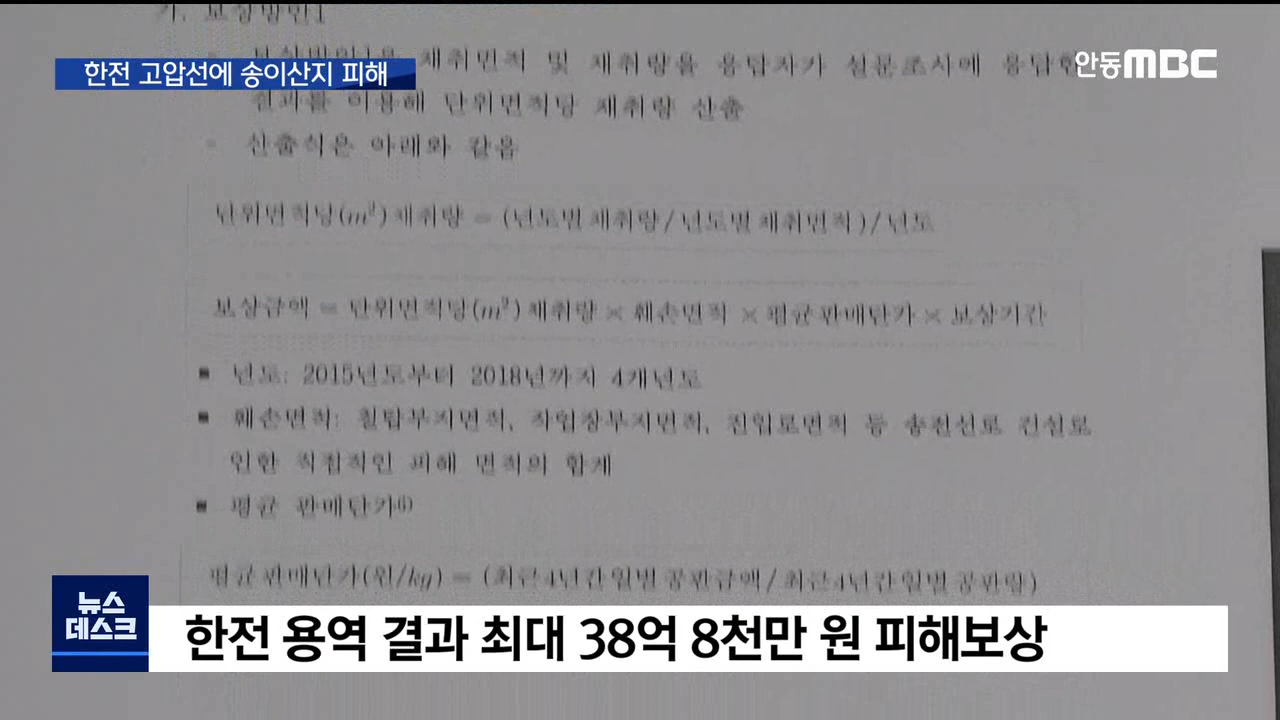 가. 보상방안1
한전 고압선에 송이산지 피해
안동MBC
보상방안1은 채취면적 및 채취량을 응답자가 설문조사에 응답한
결과를 이용해 단위면적당 채취량 산출
산출식은 아래와 같음
단위면적당(m²)채취량 = (년도별채취량/년도별채취면적)/년도
보상금액 = 단위면적당(m²)채취량 × 훼손면적 × 평균판매단가 × 보상기간
▪ 년도: 2015년도부터 2018년까지 4개년도
▪ 훼손면적: 철탑부지면적, 작업장부지면적, 진입로면적 등 송전선로 건설로
인한 직접적인 피해 면적의 합계
▪ 평균 판매단가6)
평균판매단가(원/kg) = (최근4년간일별공판금액/최근4년간일별공판량)
뉴스
데스크
한전 용역 결과 최대 38억 8천만 원 피해보상